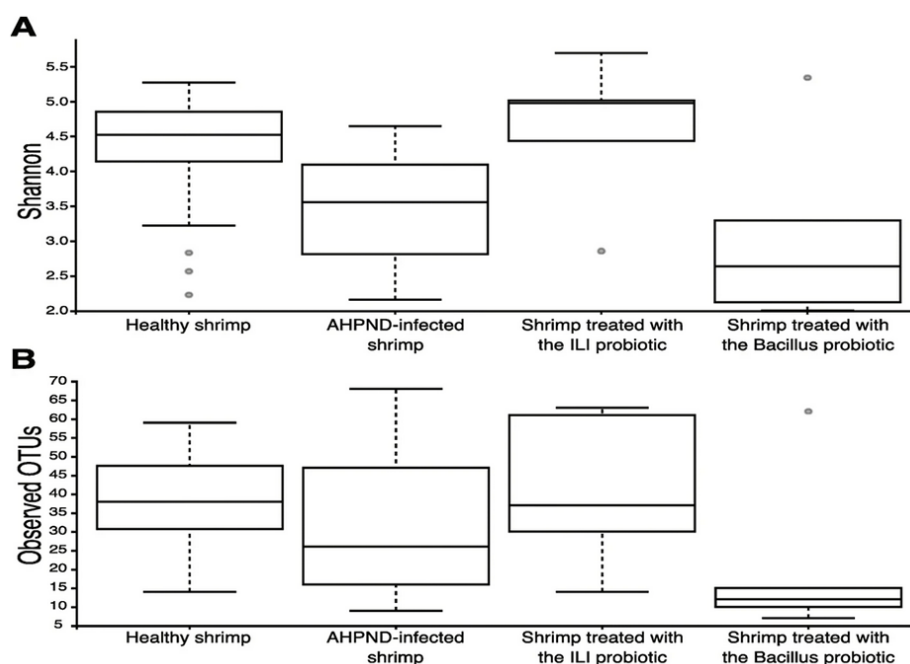 A
Shannon
5.5
5.0
4.5
4.0
3.5
3.0
2.5
2.0
Healthy shrimp
AHPND-infected
shrimp
Shrimp treated with
the ILI probiotic
Shrimp treated with
the Bacillus probiotic
B
Observed OTUs
70
65
60
55
50
45
40
35
30
25
20
15
10
5
Healthy shrimp
AHPND-infected
shrimp
Shrimp treated with
the ILI probiotic
Shrimp treated with
the Bacillus probiotic